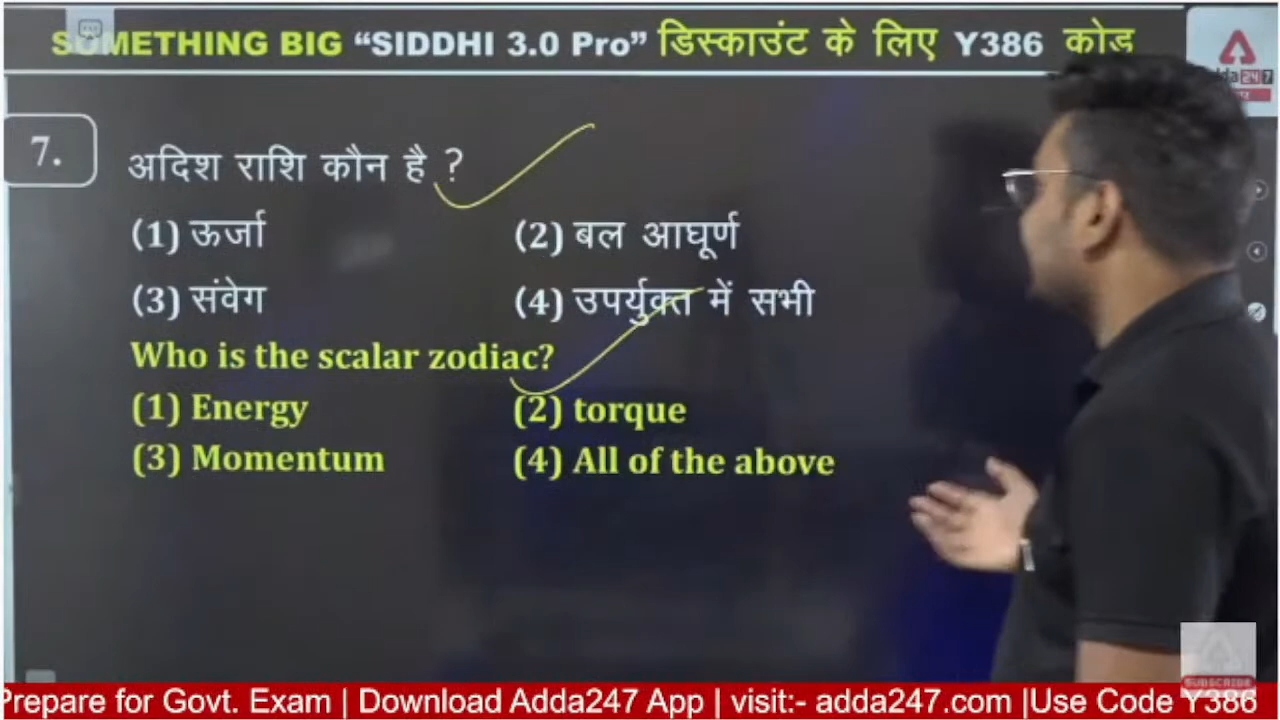 SOMETHING BIG “SIDDHI 3.0 Pro” डिस्काउंट के लिए Y386 कोड
247
7.
अदिश राशि कौन है ?
(1) ऊर्जा (2) बल आघूर्ण
(3) संवेग (4) उपर्युक्त में सभी
Who is the scalar zodiac?
(1) Energy (2) torque
(3) Momentum (4) All of the above
SUBSCRIBE
Prepare for Govt. Exam | Download Adda247 App | visit:- adda247.com |Use Code Y386